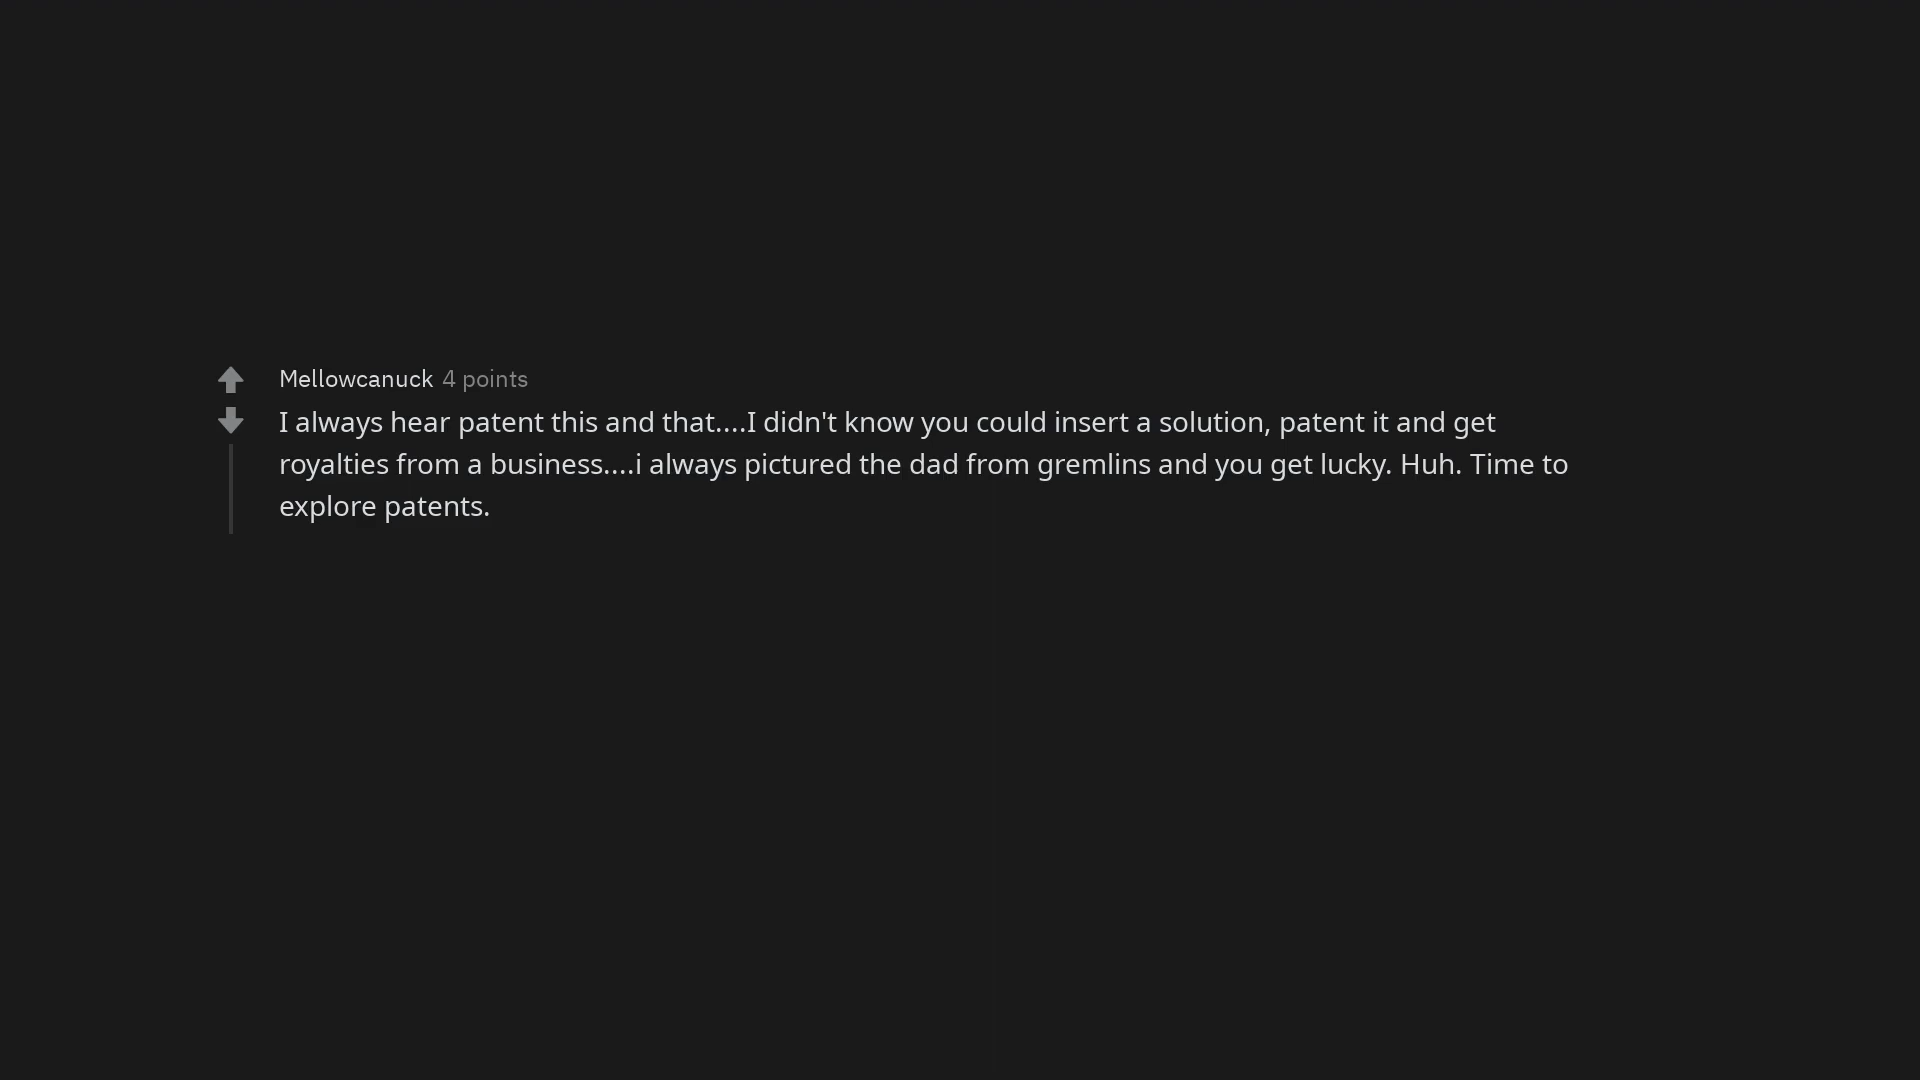 Mellowcanuck 4 points
I always hear patent this and that....I didn't know you could insert a solution, patent it and get
royalties from a business....i always pictured the dad from gremlins and you get lucky. Huh. Time to
explore patents.